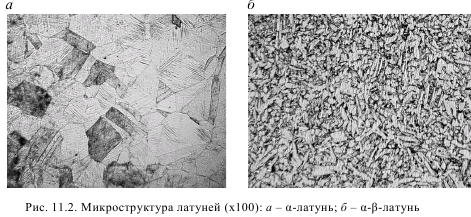 а
б
Рис. 11.2. Микроструктура латуней (х100): а – α-латунь; б – α-β-латунь